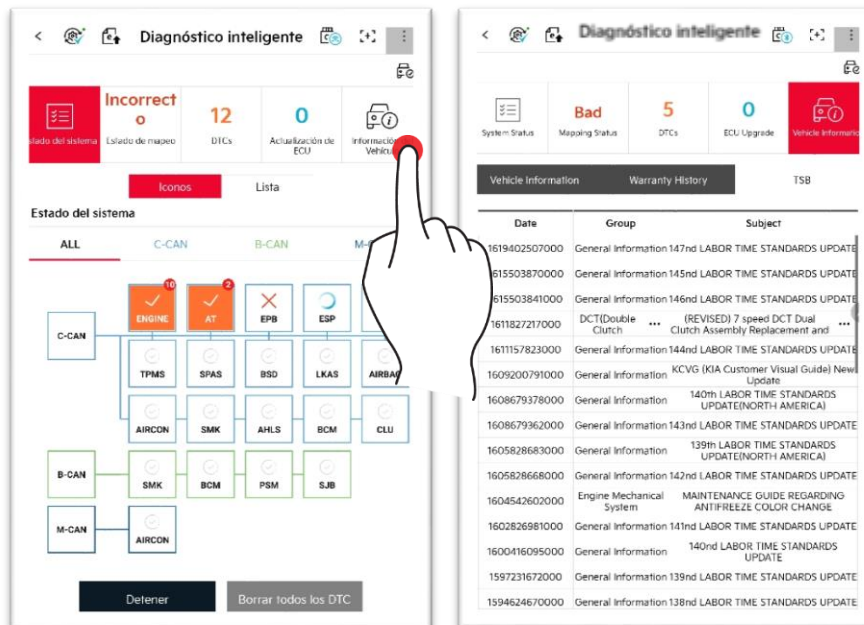 Diagnóstico inteligente
Incorrect
o
12
0
stado del sistema
Estado de mapeo
DTCs
Actualización de
ECU
Información
Vehícu
Iconos
Lista
Estado del sistema
ALL
C-CAN
B-CAN
M-C
10
2
ENGINE
AT
EPB
ESP
C-CAN
TPMS
SPAS
BSD
LKAS
AIRBAG
AIRCON
SMK
AHLS
BCM
CLU
B-CAN
SMK
BCM
PSM
SJB
M-CAN
AIRCON
Detener
Borrar todos los DTC
Diagnóstico inteligente
Bad
5
0
System Status
Mapping Status
DTCs
ECU Upgrade
Vehicle Informatio
Vehicle Information
Warranty History
TSB
Date Group Subject
1619402507000 General Information 147nd LABOR TIME STANDARDS UPDATE
1615503870000 General Information 145nd LABOR TIME STANDARDS UPDATE
1615503841000 General Information 146nd LABOR TIME STANDARDS UPDATE
1611827217000 DCT(Double Clutch ••• (REVISED) 7 speed DCT Dual
Clutch Assembly Replacement and •••
1611157823000 General Information 144nd LABOR TIME STANDARDS UPDATE
1609200791000 General Information KCVG (KIA Customer Visual Guide) New
Update
1608679378000 General Information 140th LABOR TIME STANDARDS
UPDATE(NORTH AMERICA)
1608679362000 General Information 143nd LABOR TIME STANDARDS UPDATE
1605828683000 General Information 139th LABOR TIME STANDARDS
UPDATE(NORTH AMERICA)
1605828668000 General Information 142nd LABOR TIME STANDARDS UPDATE
1604542602000 Engine Mechanical System MAINTENANCE GUIDE REGARDING
ANTIFREEZE COLOR CHANGE
1602826981000 General Information 141nd LABOR TIME STANDARDS UPDATE
1600416095000 General Information 140nd LABOR TIME STANDARDS
UPDATE
1597231672000 General Information 139nd LABOR TIME STANDARDS UPDATE
1594624670000 General Information 138nd LABOR TIME STANDARDS UPDATE